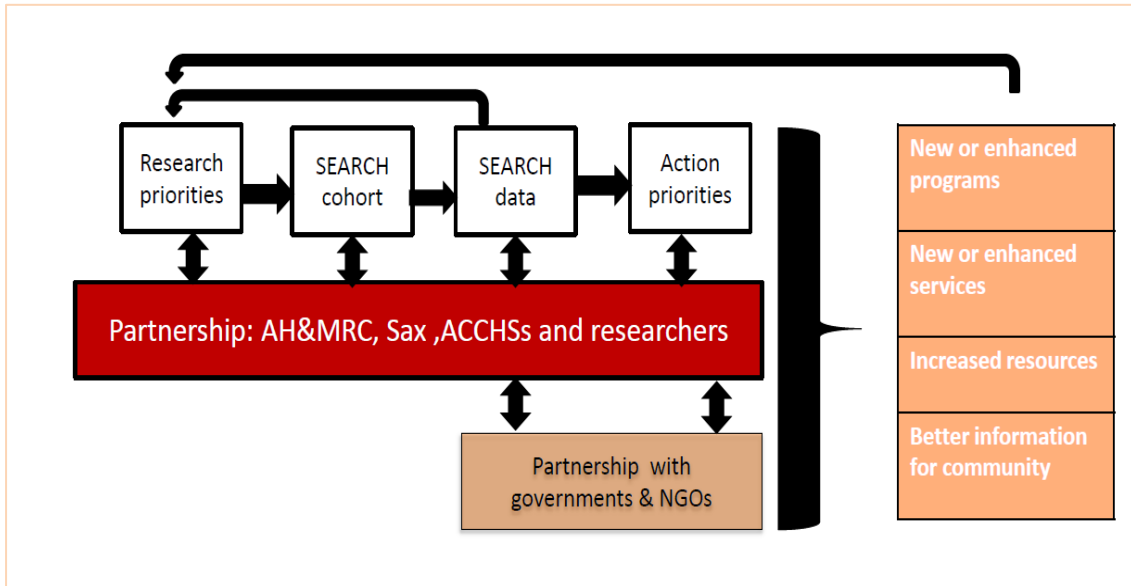 Research
priorities
SEARCH
cohort
SEARCH
data
Action
priorities
Partnership: AH&MRC, Sax ,ACCHSs and researchers
Partnership with
governments & NGOs
New or enhanced
programs
New or enhanced
services
Increased resources
Better information
for community